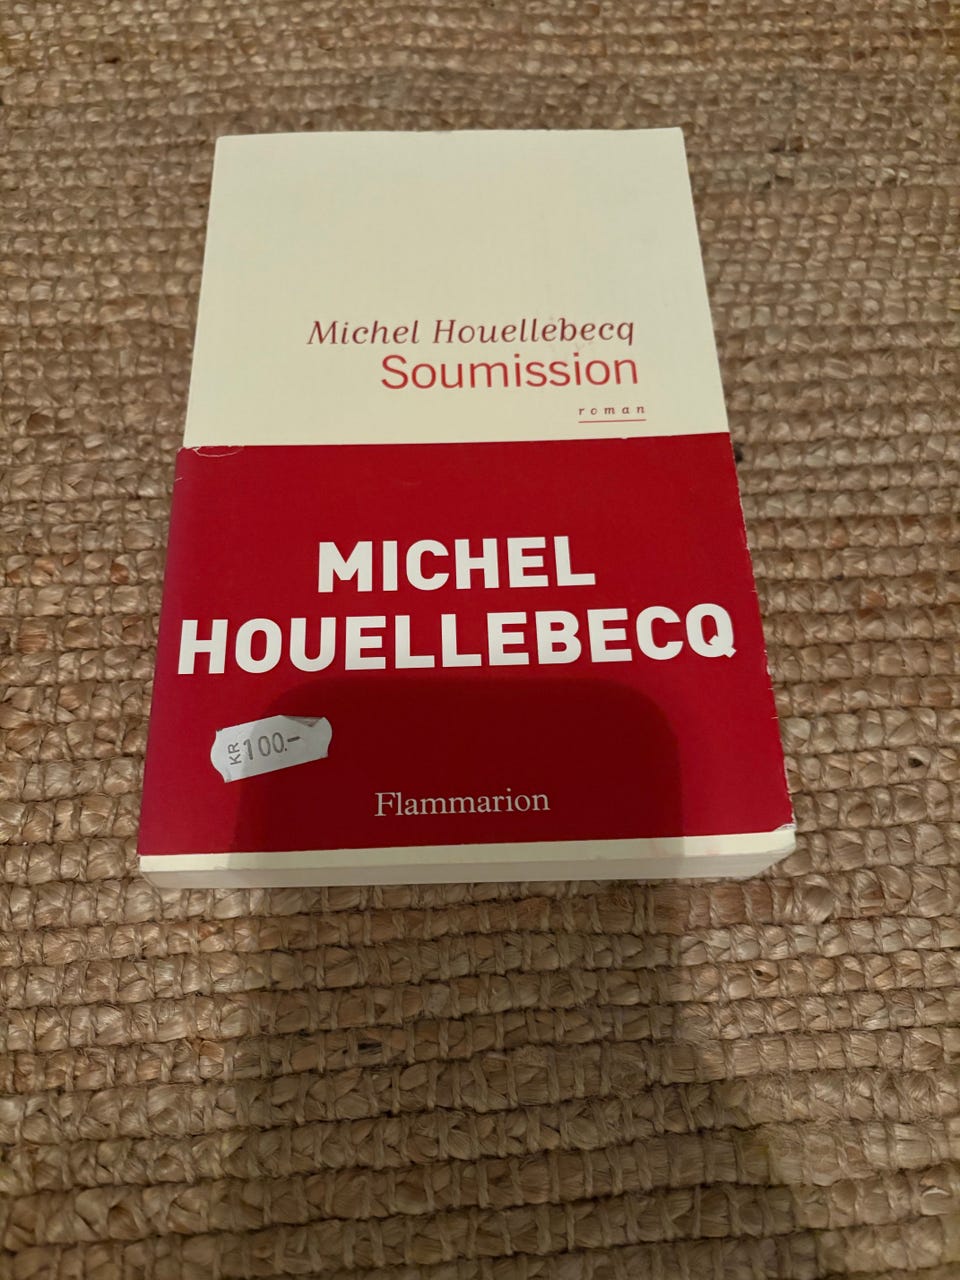 Michel Houellebecq
Soumission
roman
MICHEL
HOUELLEBECQ
KR 100.-
Flammarion